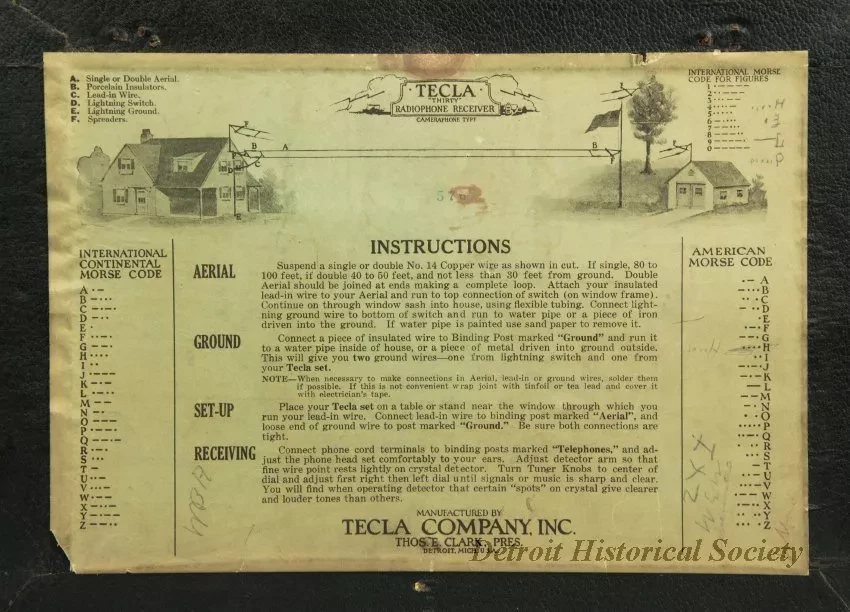 A. Single or Double Aerial.
B. Porcelain Insulators.
C. Lead-in Wire.
D. Lightning Switch.
E. Lightning Ground.
F. Spreaders.
TECLA
"THIRTY"
RADIOPHONE RECEIVER
CAMERAPHONE TYPE
INTERNATIONAL MORSE
CODE FOR FIGURES
1
2
3
4
5
6
7
8
9
0
B
A
B
INSTRUCTIONS
INTERNATIONAL
CONTINENTAL
MORSE CODE
A
B
C
D
E
F
G
H
I
J
K
L
M
N
O
P
Q
R
S
T
U
V
W
X
Y
Z
AERIAL
Suspend a single or double No. 14 Copper wire as shown in cut. If single, 80 to
100 feet, if double 40 to 50 feet, and not less than 30 feet from ground. Double
Aerial should be joined at ends making a complete loop. Attach your insulated
lead-in wire to your Aerial and run to top connection of switch (on window frame).
Continue on through window sash into house, using flexible tubing. Connect light-
ning ground wire to bottom of switch and run to water pipe or a piece of iron
driven into the ground. If water pipe is painted use sand paper to remove it.
GROUND
Connect a piece of insulated wire to Binding Post marked "Ground" and run it
to a water pipe inside of house, or a piece of metal driven into ground outside.
This will give you two ground wires—one from lightning switch and one from
your Tecla set.
NOTE—When necessary to make connections in Aerial, lead-in or ground wires, solder them
if possible. If this is not convenient wrap joint with tinfoil or tea lead and cover it
with electrician's tape.
SET-UP
Place your Tecla set on a table or stand near the window through which you
run your lead-in wire. Connect lead-in wire to binding post marked "Aerial", and
loose end of ground wire to post marked "Ground." Be sure both connections are
tight.
RECEIVING
Connect phone cord terminals to binding posts marked "Telephones," and ad-
just the phone head set comfortably to your ears. Adjust detector arm so that
fine wire point rests lightly on crystal detector. Turn Tuner Knobs to center of
dial and adjust first right then left dial until signals or music is sharp and clear.
You will find when operating detector that certain "spots" on crystal give clearer
and louder tones than others.
AMERICAN
MORSE CODE
A
B
C
D
E
F
G
H
I
J
K
L
M
N
O
P
Q
R
S
T
U
V
W
X
Y
Z
MANUFACTURED BY
TECLA COMPANY, INC.
THOS. E. CLARK, PRES.
DETROIT, MICH. U.S.A.
Detroit Historical Society